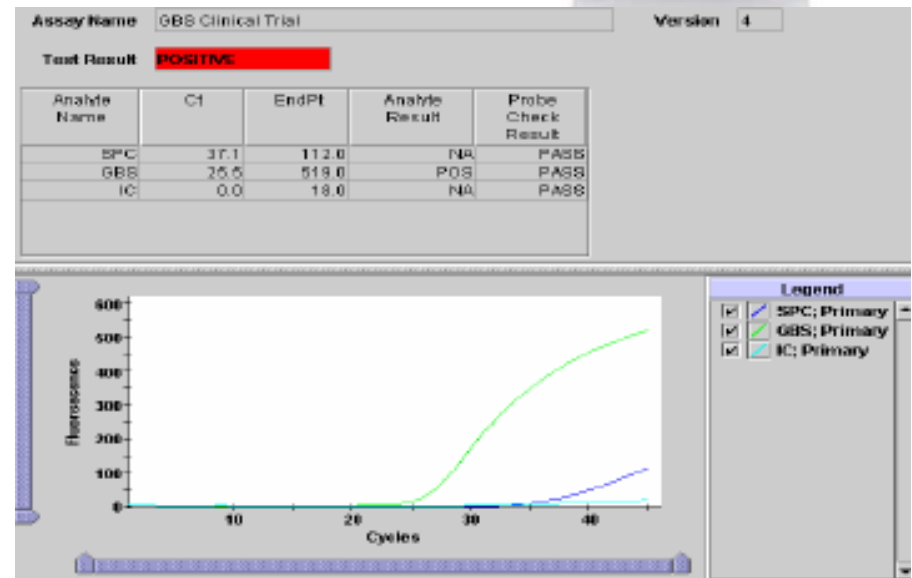 Assay Name GBS Clinical Trial Version 4
Test Result POSITIVE
Analyte Name Ct EndPt Analyte Result Probe Check Result
SPC 37.1 112.0 NA PASS
GBS 25.5 519.0 POS PASS
IC 0.0 18.0 NA PASS
Legend
SPC; Primary
GBS; Primary
IC; Primary
Fluorescence
600
500
400
300
200
100
0
10 20 30 40
Cycles